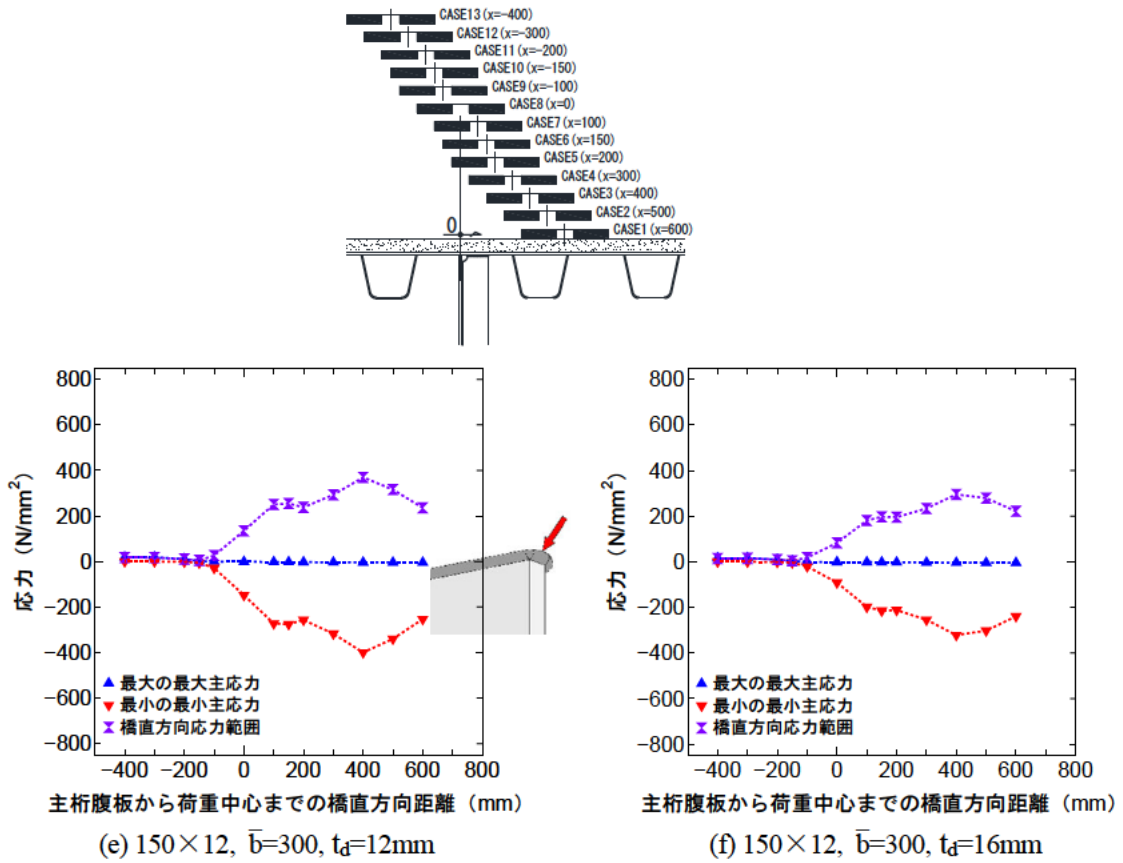 CASE13(x=-400)
CASE12(x=-300)
CASE11(x=-200)
CASE10(x=-150)
CASE9(x=-100)
CASE8(x=0)
CASE7(x=100)
CASE6(x=150)
CASE5(x=200)
CASE4(x=300)
CASE3(x=400)
CASE2(x=500)
CASE1(x=600)
0
800
600
400
200
0
−200
−400
−600
−800
応力（N/mm²）
最大の最大主応力
最小の最小主応力
橋直方向応力範囲
−400 −200 0 200 400 600 800
主桁腹板から荷重中心までの橋直方向距離（mm）
(e) 150×12, b̅=300, t_d=12mm
800
600
400
200
0
−200
−400
−600
−800
応力（N/mm²）
最大の最大主応力
最小の最小主応力
橋直方向応力範囲
−400 −200 0 200 400 600 800
主桁腹板から荷重中心までの橋直方向距離（mm）
(f) 150×12, b̅=300, t_d=16mm